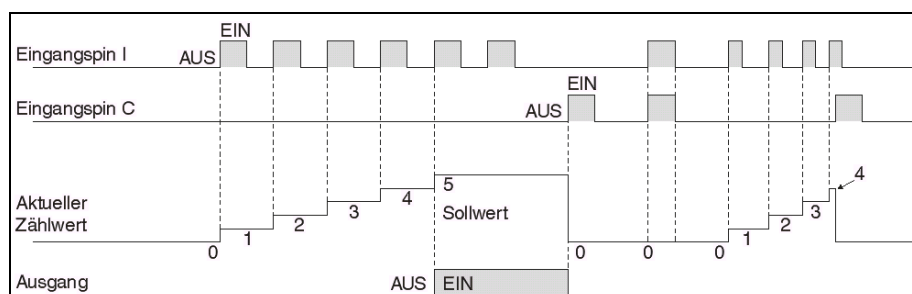 EIN
Eingangspin I
AUS
EIN
Eingangspin C
AUS
4
5
Aktueller
Zählwert
Sollwert
4
3
3
2
2
1
1
0
0
0
0
Ausgang
AUS
EIN